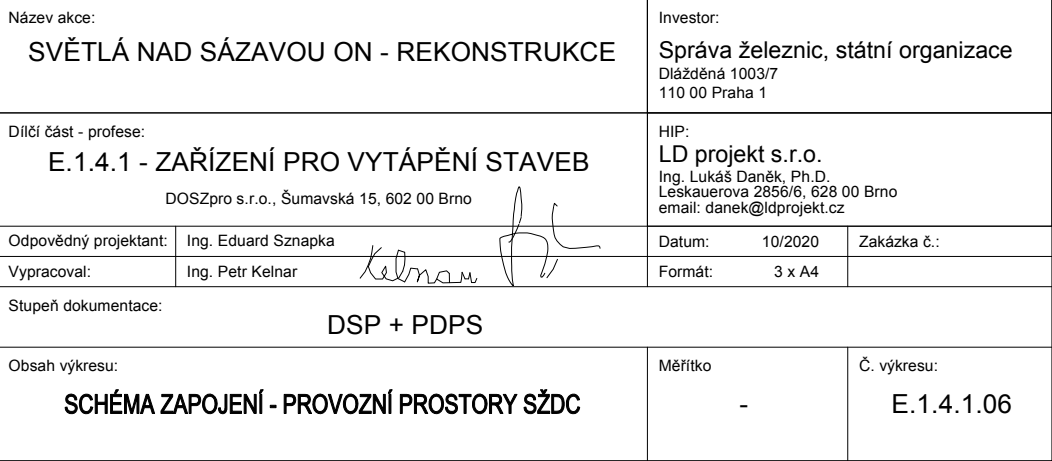 Název akce:
SVĚTLÁ NAD SÁZAVOU ON - REKONSTRUKCE
Investor:
Správa železnic, státní organizace
Dlážděná 1003/7
110 00 Praha 1
Dílčí část - profese:
E.1.4.1 - ZAŘÍZENÍ PRO VYTÁPĚNÍ STAVEB
DOSZpro s.r.o., Šumavská 15, 602 00 Brno
HIP:
LD projekt s.r.o.
Ing. Lukáš Daněk, Ph.D.
Leskauerova 2856/6, 628 00 Brno
email: danek@ldprojekt.cz
Odpovědný projektant: Ing. Eduard Sznapka
Datum: 10/2020 Zakázka č.:
Vypracoval: Ing. Petr Kelnar Kelnar
Formát: 3 x A4
Stupeň dokumentace:
DSP + PDPS
Obsah výkresu:
SCHÉMA ZAPOJENÍ - PROVOZNÍ PROSTORY SŽDC
Měřítko
-
Č. výkresu:
E.1.4.1.06